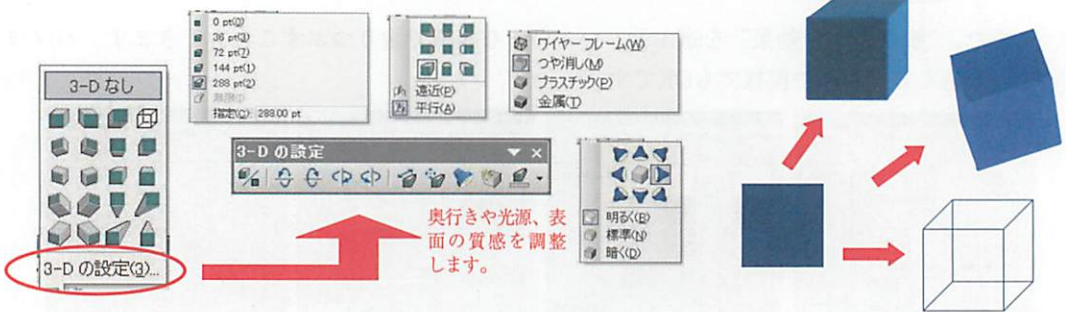 3-D なし
3-D の設定(3)...
0 pt(0)
36 pt(3)
72 pt(7)
144 pt(1)
288 pt(2)
無限(I)
指定(C): 288.00 pt
遠近(P)
平行(A)
ワイヤーフレーム(W)
つや消し(M)
プラスチック(P)
金属(T)
3-D の設定
奥行きや光源、表
面の質感を調整
します。
明るく(B)
標準(N)
暗く(D)